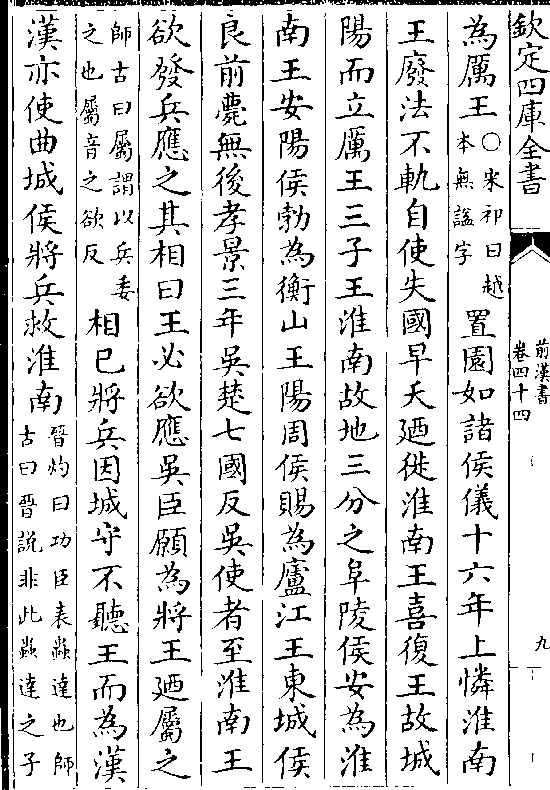 欽定四庫全書
前漢書
卷四十四
九
為厲王
○宋祁曰越
本無諡字
置園如諸侯儀十六年上憐淮南
王廢法不軌自使失國早夭廼徙淮南王喜復王故城
陽而立厲王三子王淮南故地三分之阜陵侯安為淮
南王安陽侯勃為衡山王陽周侯賜為廬江王東城侯
良前薨無後孝景三年吳楚七國反吳使者至淮南王
欲發兵應之其相曰王必欲應吳臣願為將王廼屬之
師古曰屬謂以兵委
之也屬音之欲反
相已將兵因城守不聽王而為漢
漢亦使曲城侯將兵救淮南
晉灼曰功臣表蟲達也師
古曰晉說非此蟲達之子